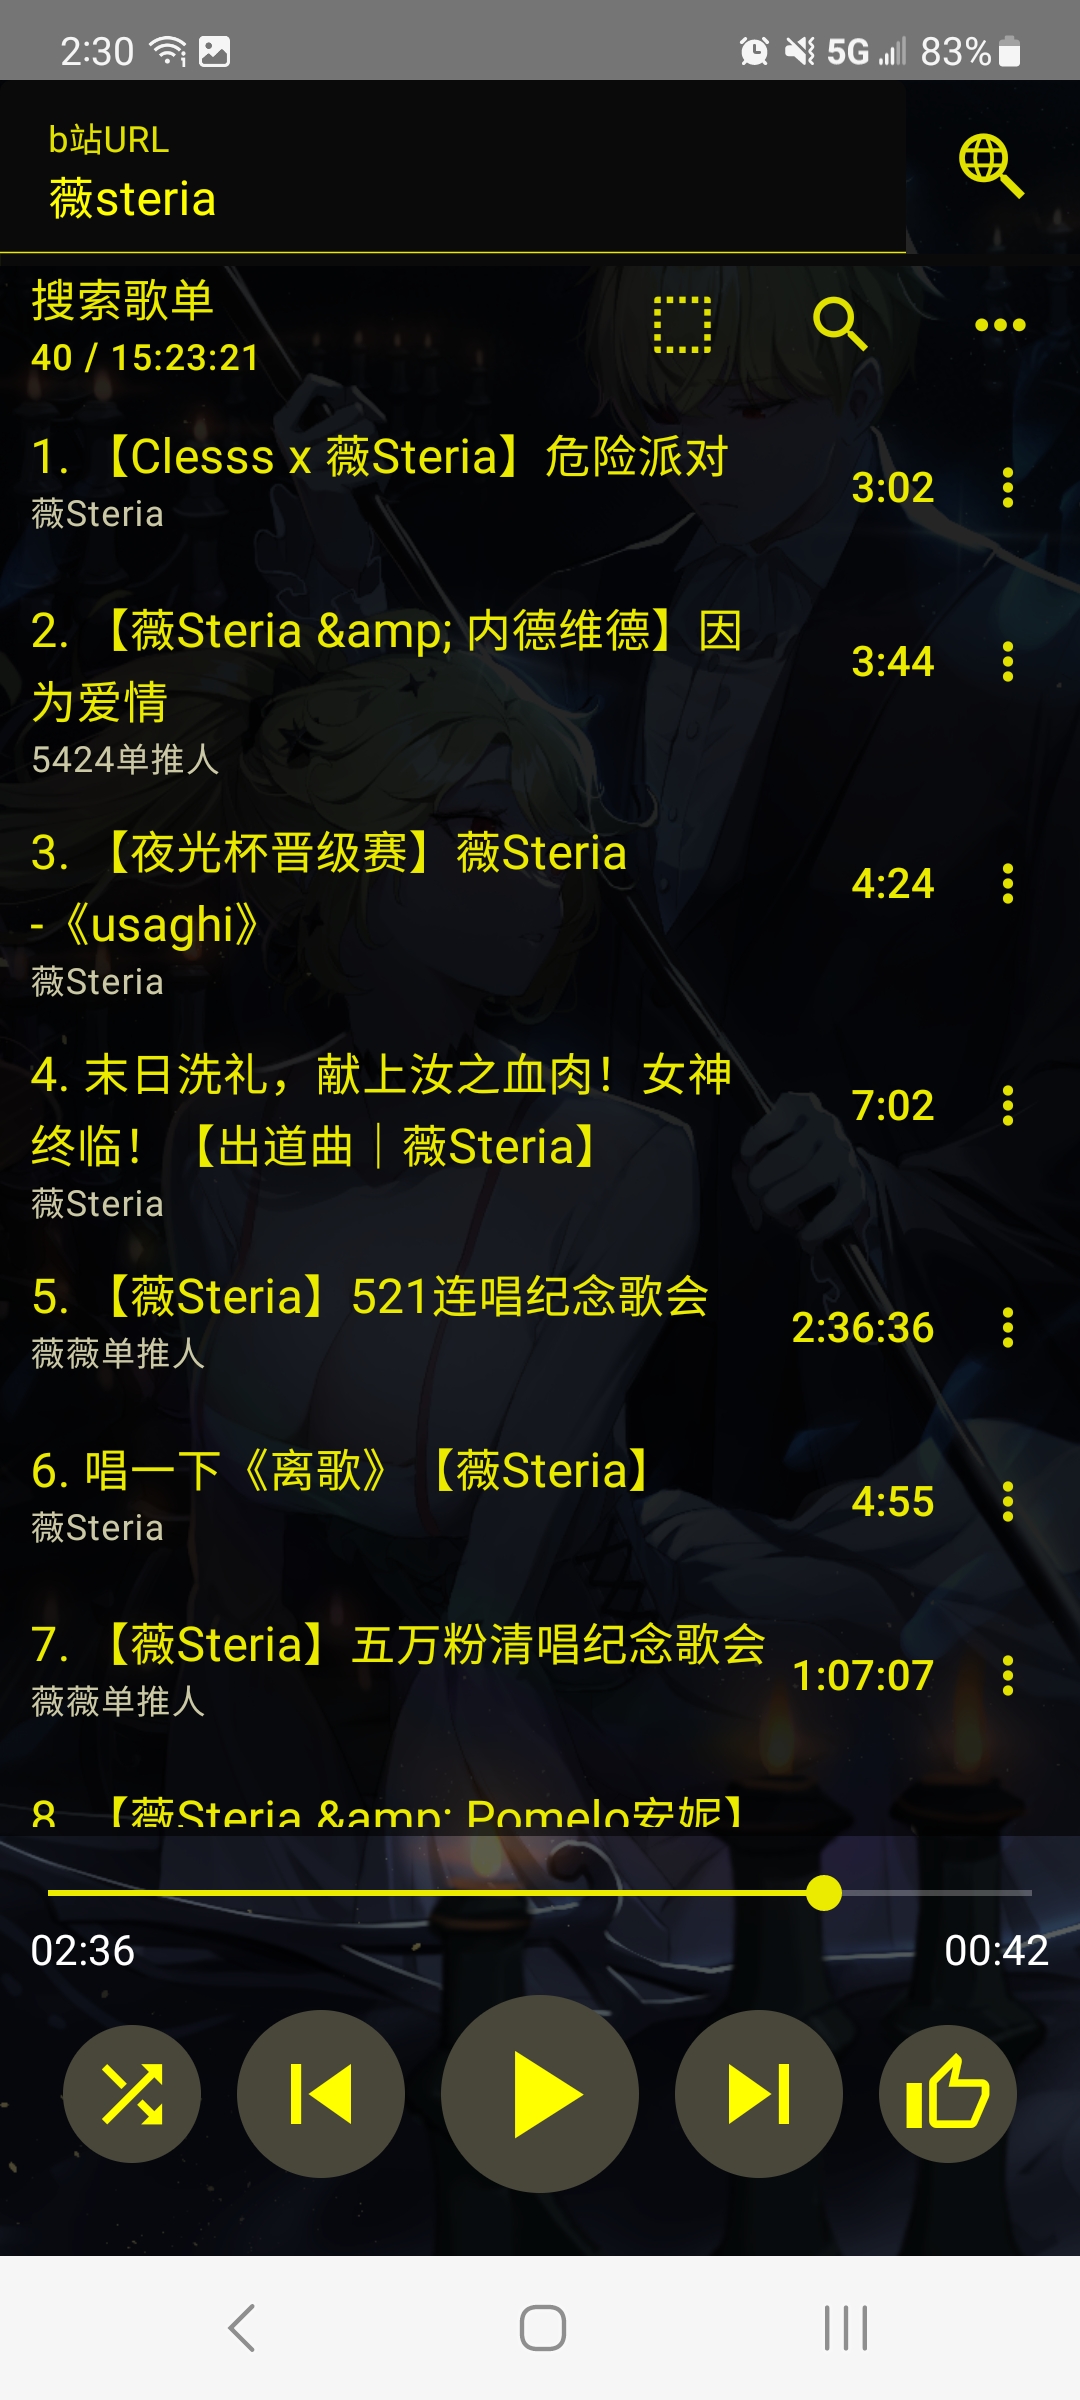 2:30
5G 83%
b站URL
薇steria
搜索歌单
40 / 15:23:21
1. 【Clesss x 薇Steria】危险派对
薇Steria
3:02
2. 【薇Steria &amp; 内德维德】因
为爱情
5424单推人
3:44
3. 【夜光杯晋级赛】薇Steria
-《usaghi》
薇Steria
4:24
4. 末日洗礼，献上汝之血肉！女神
终临！【出道曲｜薇Steria】
薇Steria
7:02
5. 【薇Steria】521连唱纪念歌会
薇薇单推人
2:36:36
6. 唱一下《离歌》【薇Steria】
薇Steria
4:55
7. 【薇Steria】五万粉清唱纪念歌会
薇薇单推人
1:07:07
8. 【薇Steria &amp; Pomelo安妮】
02:36
00:42